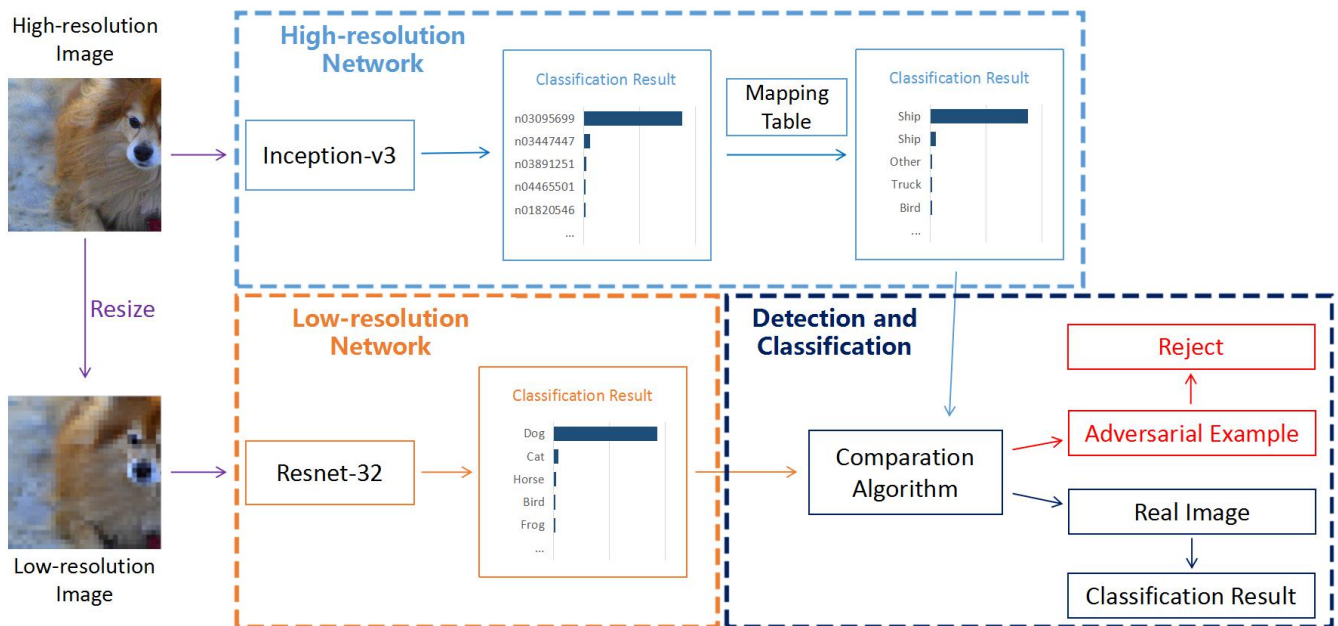 High-resolution
Image
High-resolution
Network
Inception-v3
Classification Result
n03095699
n03447447
n03891251
n04465501
n01820546
...
Mapping
Table
Classification Result
Ship
Ship
Other
Truck
Bird
...
Resize
Low-resolution
Network
Resnet-32
Classification Result
Dog
Cat
Horse
Bird
Frog
...
Low-resolution
Image
Detection and
Classification
Comparation
Algorithm
Reject
Adversarial Example
Real Image
Classification Result